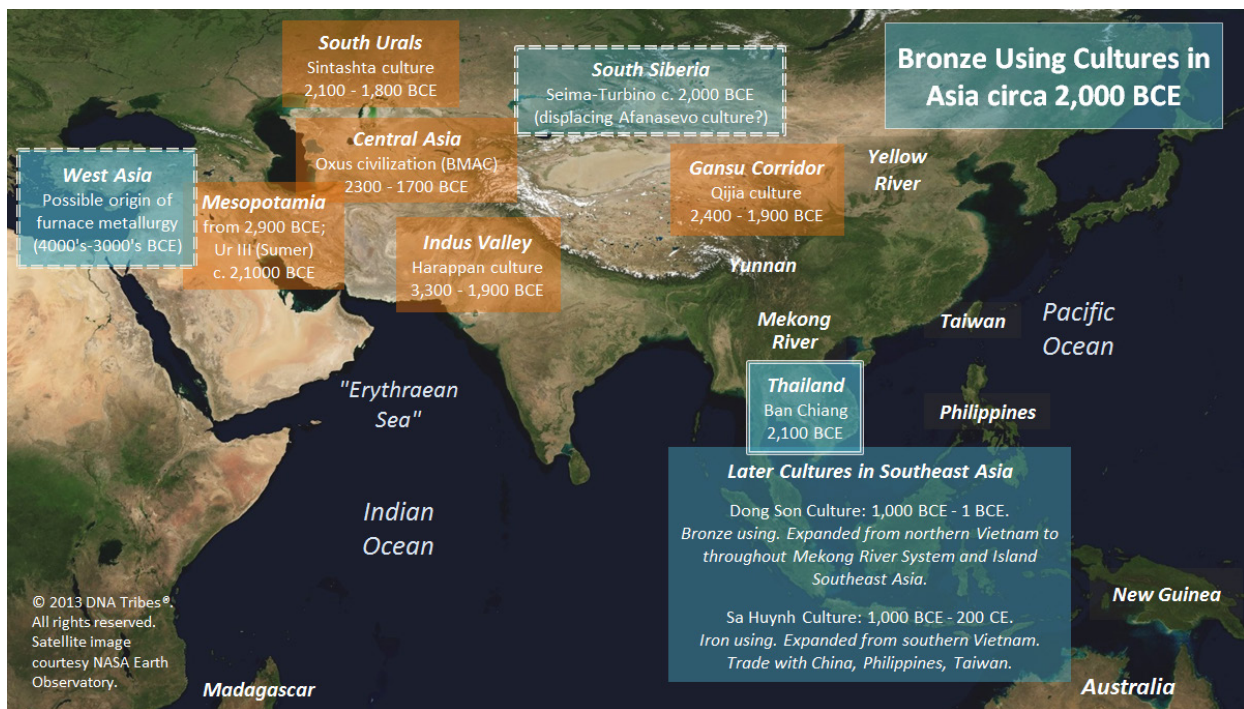 Bronze Using Cultures in
Asia circa 2,000 BCE
South Urals
Sintashta culture
2,100 - 1,800 BCE
South Siberia
Seima-Turbino c. 2,000 BCE
(displacing Afanasevo culture?)
Central Asia
Oxus civilization (BMAC)
2300 - 1700 BCE
West Asia
Possible origin of
furnace metallurgy
(4000's-3000's BCE)
Mesopotamia
from 2,900 BCE;
Ur III (Sumer)
c. 2,1000 BCE
Indus Valley
Harappan culture
3,300 - 1,900 BCE
Gansu Corridor
Qijia culture
2,400 - 1,900 BCE
Yellow
River
Yunnan
Mekong
River
Taiwan
Pacific
Ocean
"Erythraean
Sea"
Thailand
Ban Chiang
2,100 BCE
Philippines
Indian
Ocean
Later Cultures in Southeast Asia
Dong Son Culture: 1,000 BCE - 1 BCE.
Bronze using. Expanded from northern Vietnam to
throughout Mekong River System and Island
Southeast Asia.
Sa Huynh Culture: 1,000 BCE - 200 CE.
Iron using. Expanded from southern Vietnam.
Trade with China, Philippines, Taiwan.
New Guinea
© 2013 DNA Tribes®.
All rights reserved.
Satellite image
courtesy NASA Earth
Observatory.
Madagascar
Australia